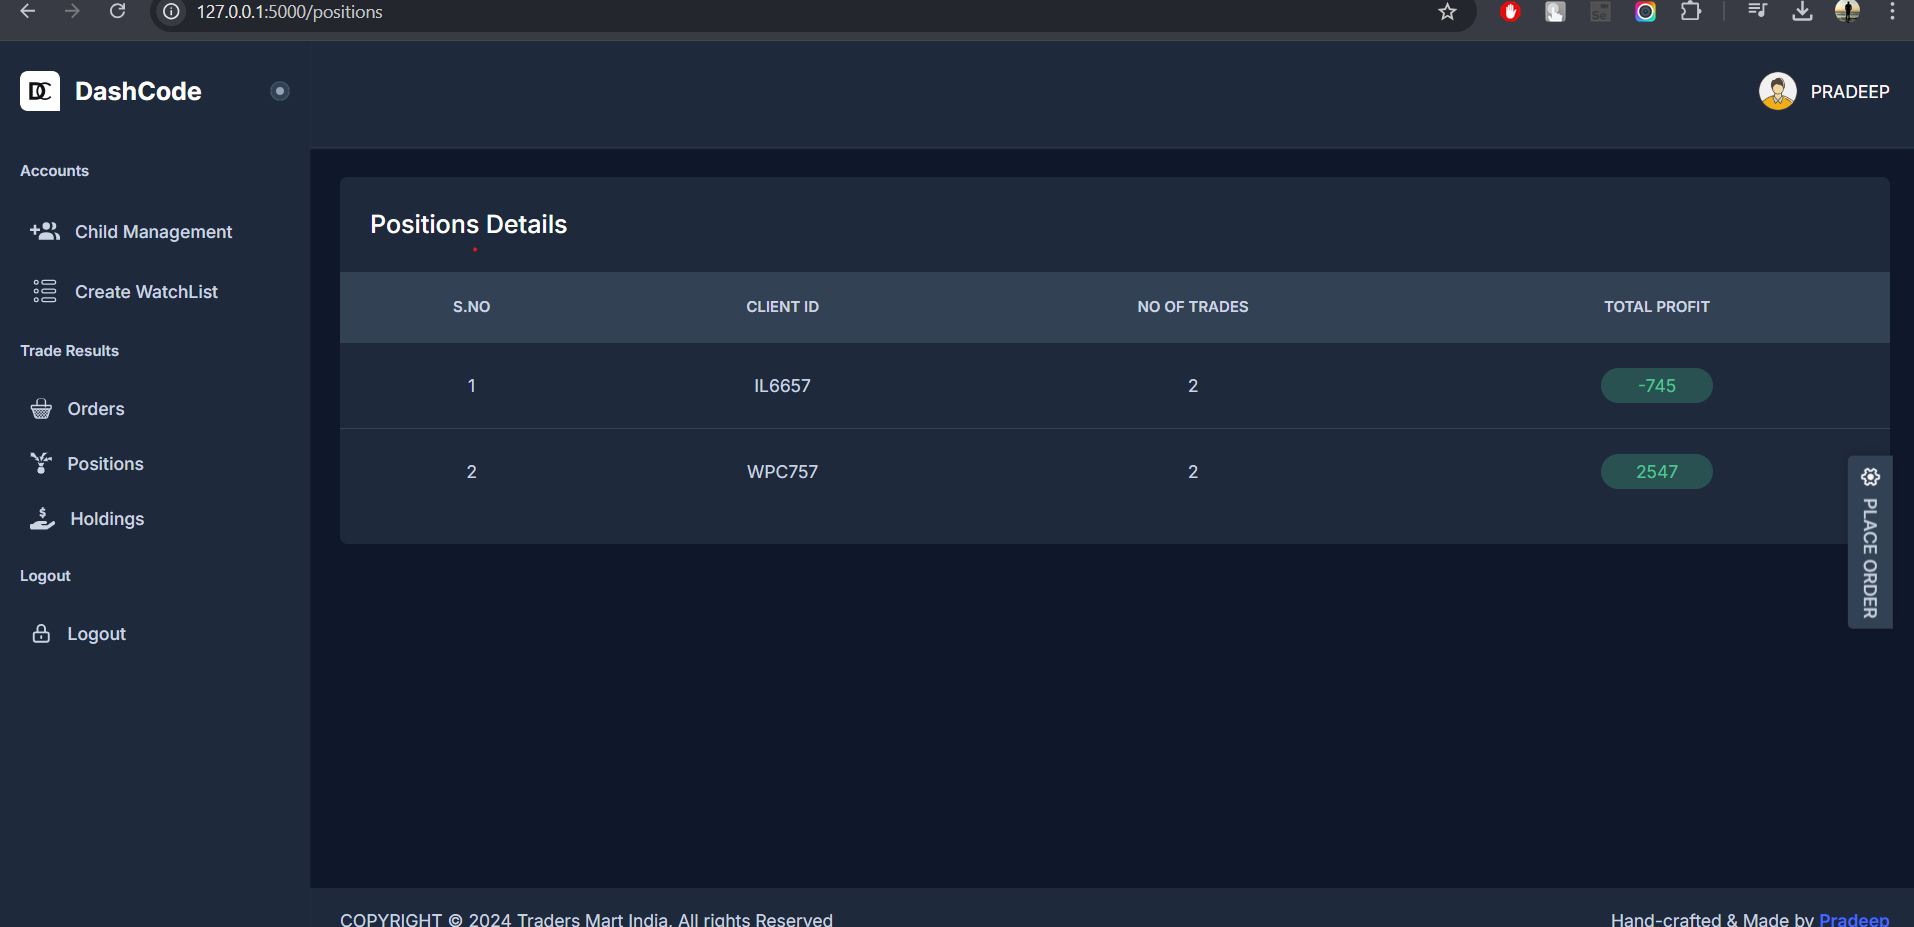 127.0.0.1:5000/positions
DC DashCode
PRADEEP
Accounts
Child Management
Create WatchList
Trade Results
Orders
Positions
Holdings
Logout
Logout
Positions Details
S.NO CLIENT ID NO OF TRADES TOTAL PROFIT
1 IL6657 2 -745
2 WPC757 2 2547
PLACE ORDER
COPYRIGHT © 2024 Traders Mart India, All rights Reserved
Hand-crafted & Made by Pradeep